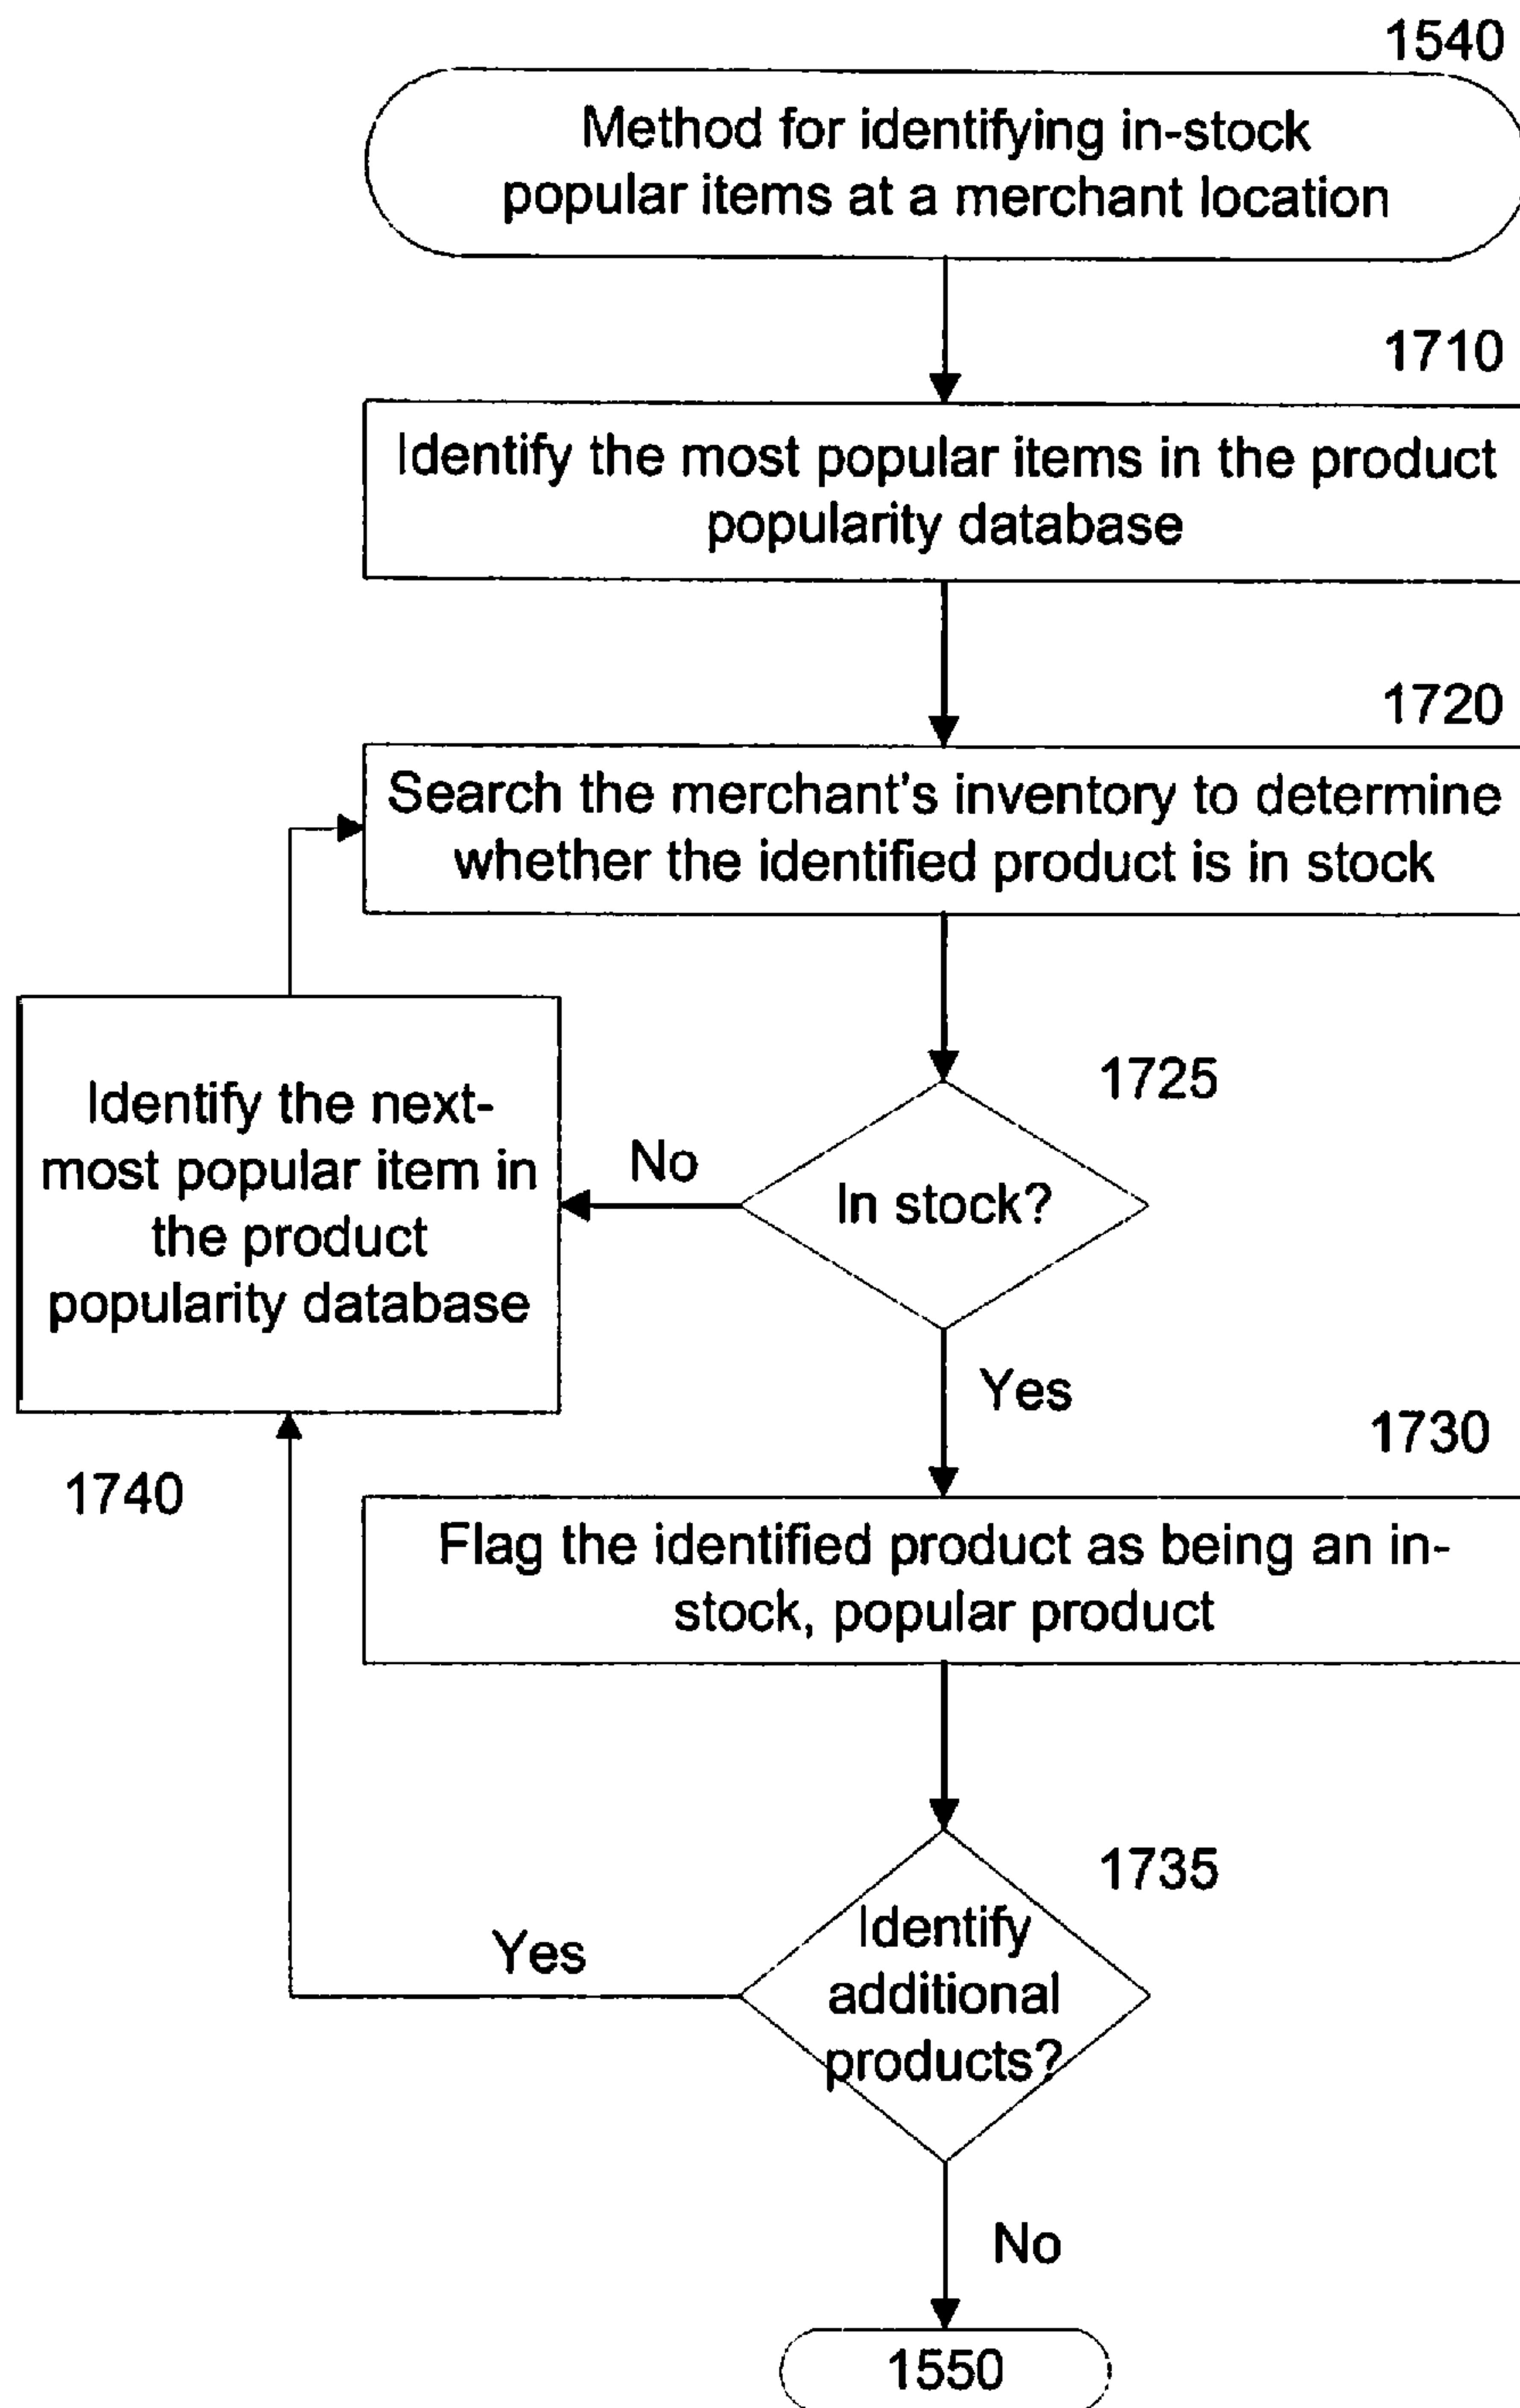 1540
Method for identifying in-stock
popular items at a merchant location
1710
Identify the most popular items in the product
popularity database
1720
Search the merchant's inventory to determine
whether the identified product is in stock
1725
In stock?
No
Identify the next-
most popular item in
the product
popularity database
Yes
1730
1740
Flag the identified product as being an in-
stock, popular product
1735
Identify
additional
products?
Yes
No
1550